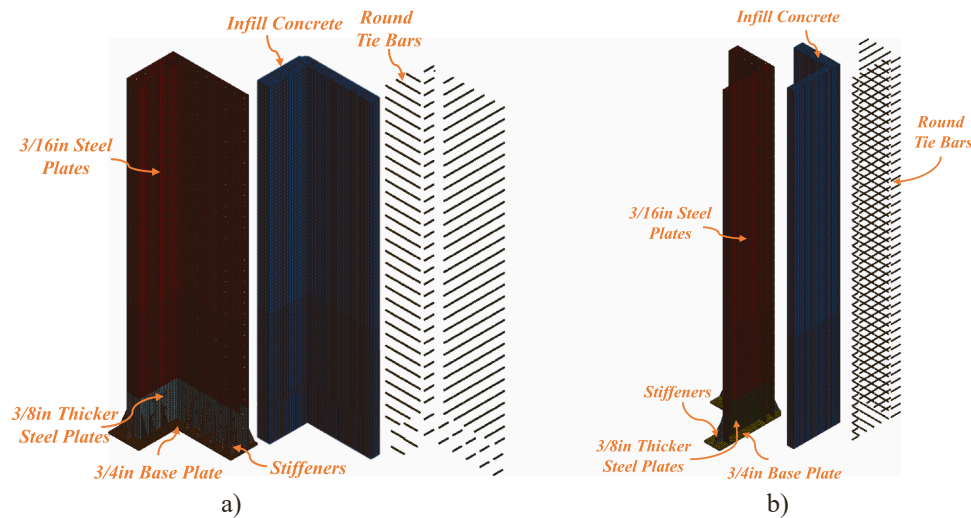 Infill Concrete
Round
Tie Bars
3/16in Steel
Plates
3/8in Thicker
Steel Plates
3/4in Base Plate
Stiffeners
a)
Infill Concrete
Round
Tie Bars
3/16in Steel
Plates
Stiffeners
3/8in Thicker
Steel Plates
3/4in Base Plate
b)